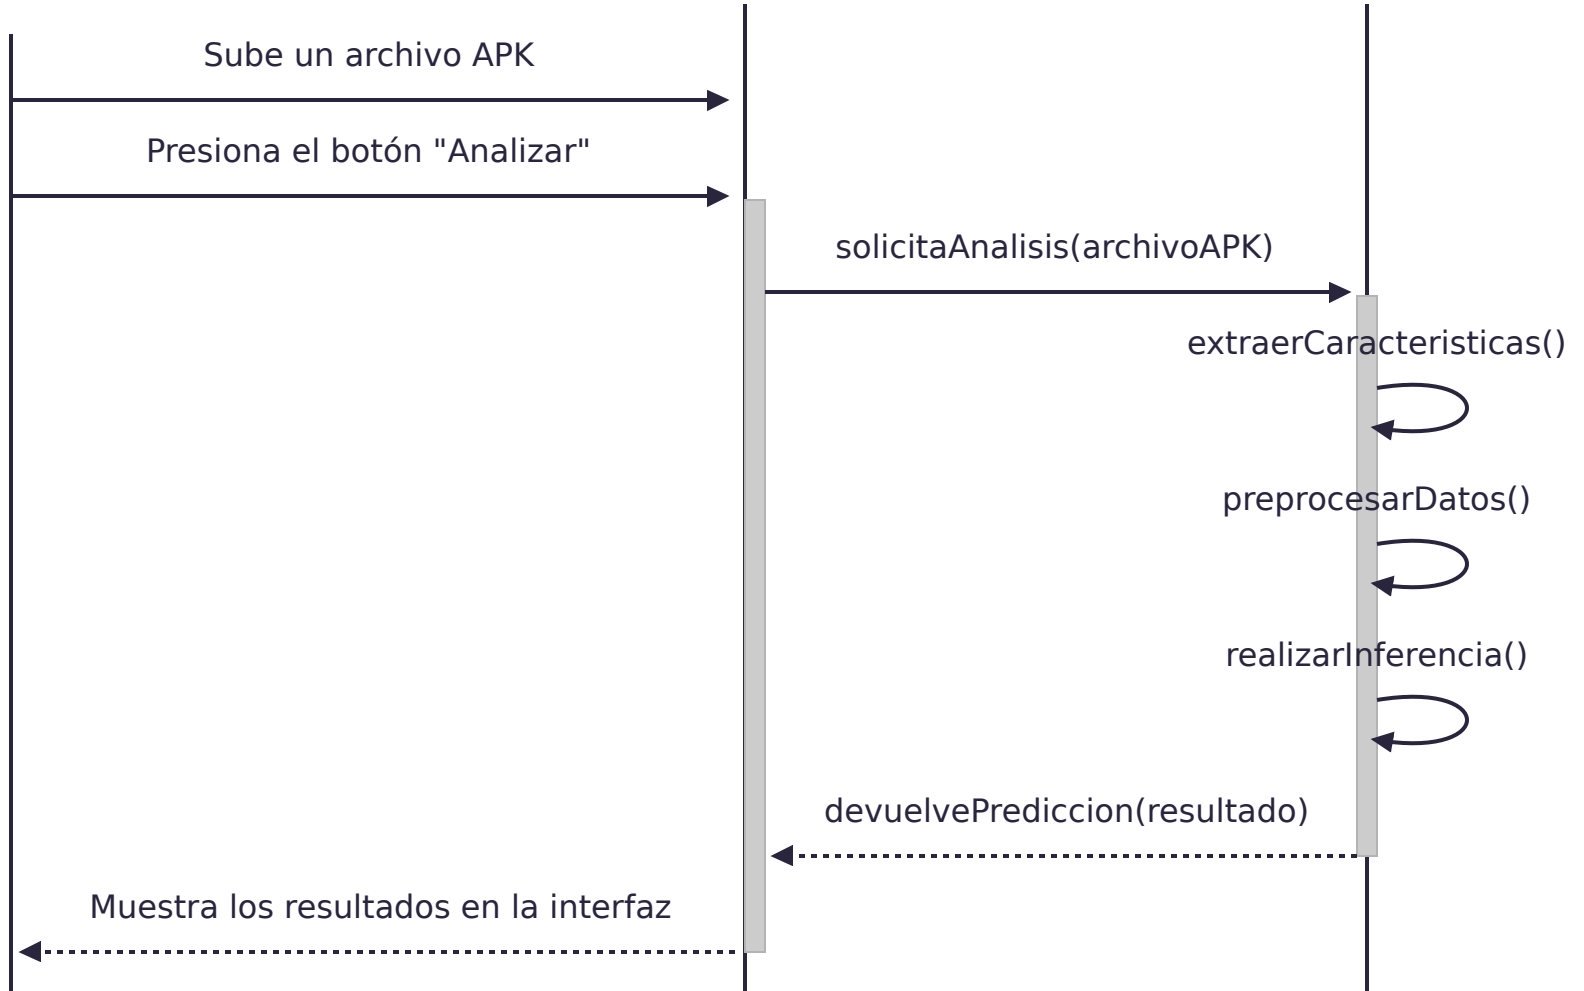 Sube un archivo APK
Presiona el botón "Analizar"
solicitaAnalisis(archivoAPK)
extraerCaracteristicas()
preprocesarDatos()
realizarInferencia()
devuelvePrediccion(resultado)
Muestra los resultados en la interfaz